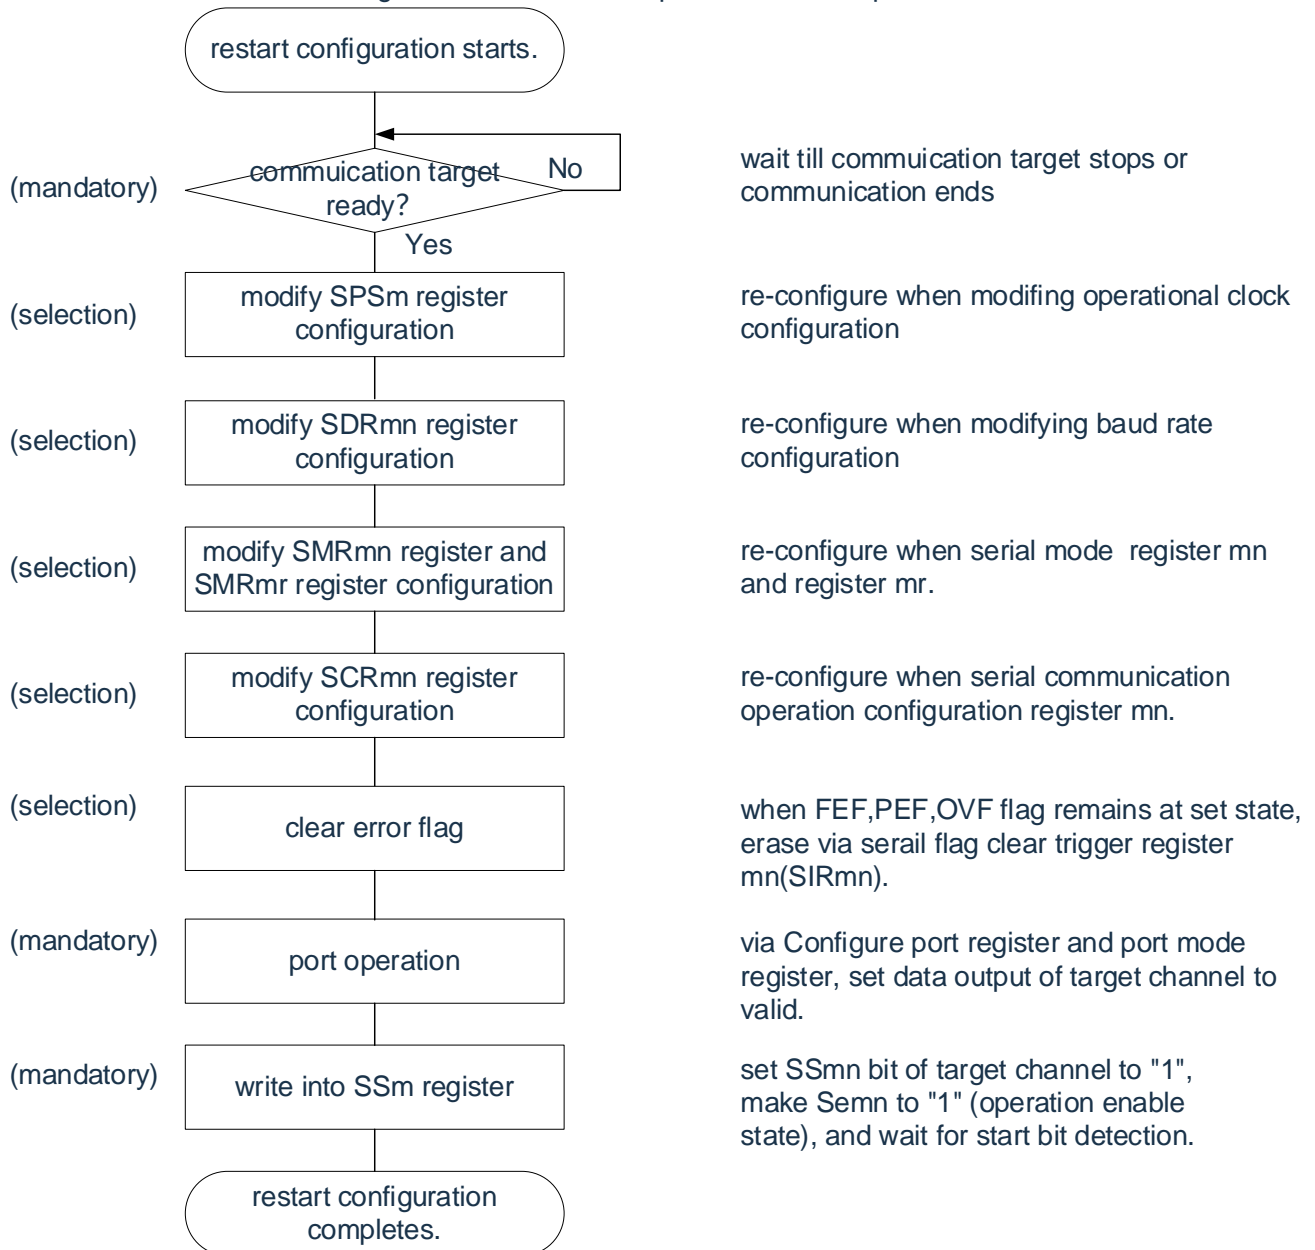 restart configuration starts.
(mandatory)
commuication target
ready?
No
wait till commuication target stops or
communication ends
Yes
(selection)
modify SPSm register
configuration
re-configure when modifing operational clock
configuration
(selection)
modify SDRmn register
configuration
re-configure when modifying baud rate
configuration
(selection)
modify SMRmn register and
SMRmr register configuration
re-configure when serial mode  register mn
and register mr.
(selection)
modify SCRmn register
configuration
re-configure when serial communication
operation configuration register mn.
(selection)
clear error flag
when FEF,PEF,OVF flag remains at set state,
erase via serail flag clear trigger register
mn(SIRmn).
(mandatory)
port operation
via Configure port register and port mode
register, set data output of target channel to
valid.
(mandatory)
write into SSm register
set SSmn bit of target channel to "1",
make Semn to "1" (operation enable
state), and wait for start bit detection.
restart configuration
completes.